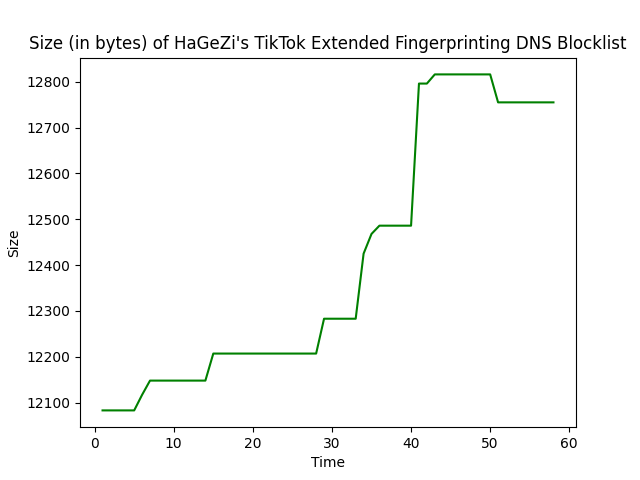 Size (in bytes) of HaGeZi's TikTok Extended Fingerprinting DNS Blocklist
12800
12700
12600
12500
12400
12300
12200
12100
Size
0 10 20 30 40 50 60
Time